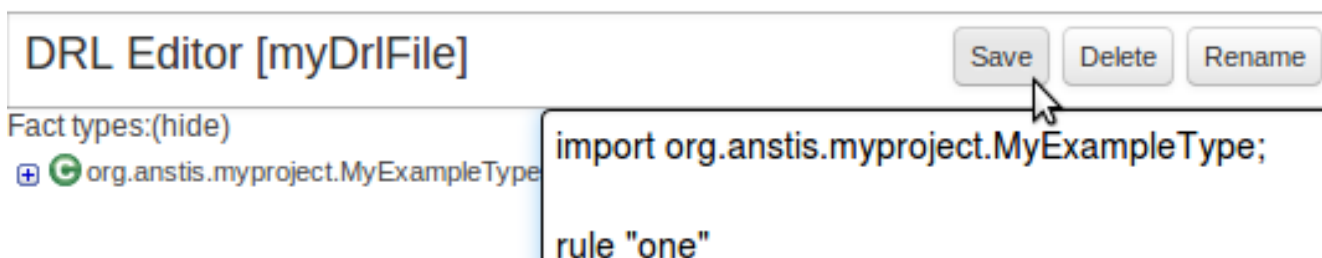 DRL Editor [myDrlFile]
Save Delete Rename
Fact types:(hide)
org.anstis.myproject.MyExampleType
import org.anstis.myproject.MyExampleType;
rule "one"